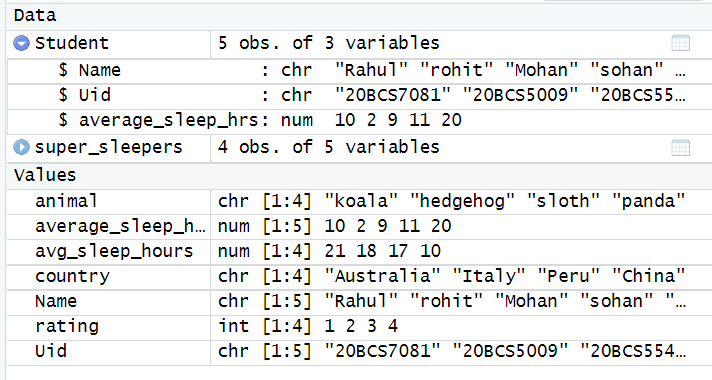 Data
Student 5 obs. of 3 variables
$ Name : chr "Rahul" "rohit" "Mohan" "sohan" …
$ Uid : chr "20BCS7081" "20BCS5009" "20BCS55…
$ average_sleep_hrs: num 10 2 9 11 20
super_sleepers 4 obs. of 5 variables
Values
animal chr [1:4] "koala" "hedgehog" "sloth" "panda"
average_sleep_h… num [1:5] 10 2 9 11 20
avg_sleep_hours num [1:4] 21 18 17 10
country chr [1:4] "Australia" "Italy" "Peru" "China"
Name chr [1:5] "Rahul" "rohit" "Mohan" "sohan" "…
rating int [1:4] 1 2 3 4
Uid chr [1:5] "20BCS7081" "20BCS5009" "20BCS554…